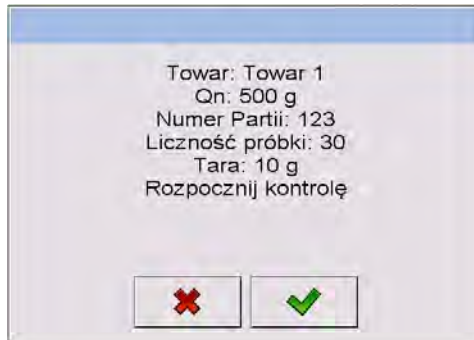 Towar: Towar 1
Qn: 500 g
Numer Partii: 123
Liczność próbki: 30
Tara: 10 g
Rozpocznij kontrolę